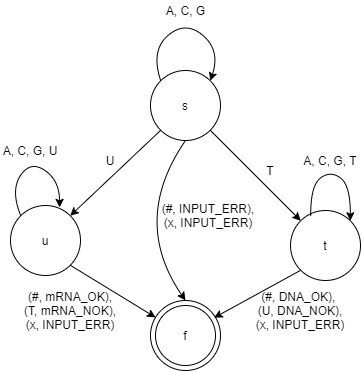 A, C, G
s
A, C, G, U
U
T
A, C, G, T
(#, INPUT_ERR),
(x, INPUT_ERR)
u
t
(#, mRNA_OK),
(T, mRNA_NOK),
(x, INPUT_ERR)
(#, DNA_OK),
(U, DNA_NOK),
(x, INPUT_ERR)
f